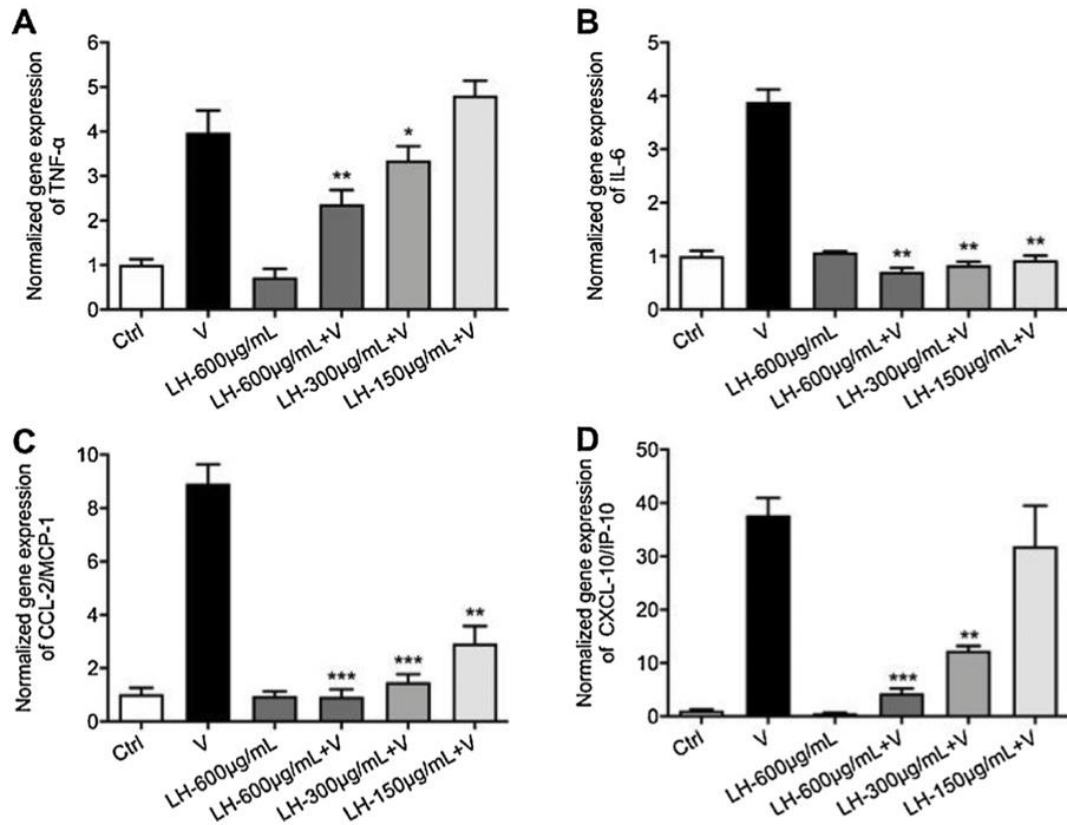 A
Normalized gene expression
of TNF-α
6
5
4
3
2
1
0
**
*
Ctrl
V
LH-600μg/mL
LH-600μg/mL+V
LH-300μg/mL+V
LH-150μg/mL+V
B
Normalized gene expression
of IL-6
5
4
3
2
1
0
**
**
**
Ctrl
V
LH-600μg/mL
LH-600μg/mL+V
LH-300μg/mL+V
LH-150μg/mL+V
C
Normalized gene expression
of CCL-2/MCP-1
10
8
6
4
2
0
***
***
**
Ctrl
V
LH-600μg/mL
LH-600μg/mL+V
LH-300μg/mL+V
LH-150μg/mL+V
D
Normalized gene expression
of CXCL-10/IP-10
50
40
30
20
10
0
***
**
Ctrl
V
LH-600μg/mL
LH-600μg/mL+V
LH-300μg/mL+V
LH-150μg/mL+V